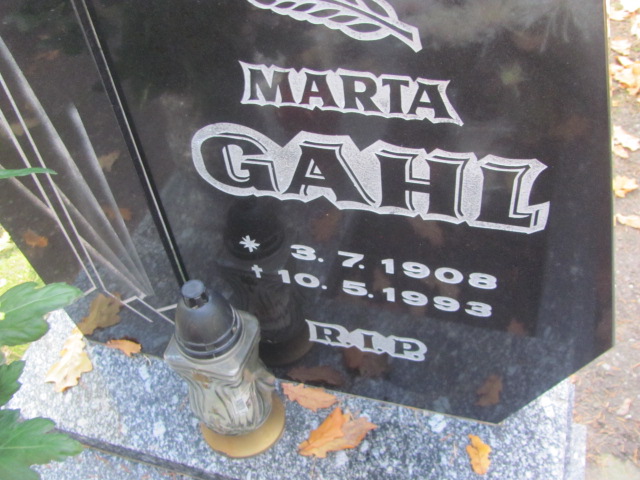 MARTA
GAHL
* 3. 7. 1908
† 10. 5. 1993
R.I.P.